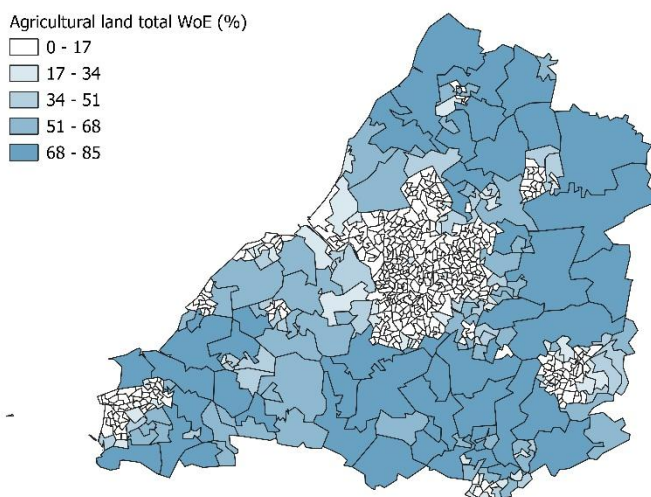 Agricultural land total WoE (%)
0 - 17
17 - 34
34 - 51
51 - 68
68 - 85